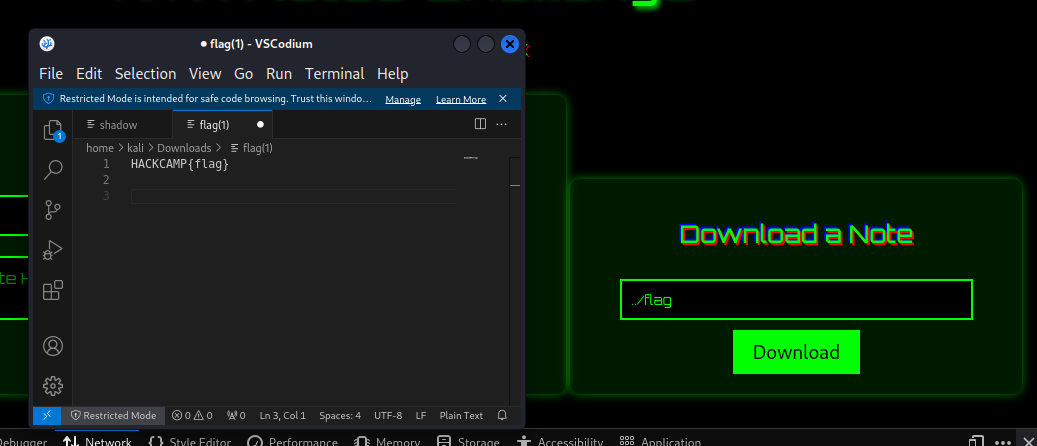 flag(1) - VSCodium
File Edit Selection View Go Run Terminal Help
Restricted Mode is intended for safe code browsing. Trust this windo... Manage Learn More
shadow flag(1)
home > kali > Downloads > flag(1)
1 HACKCAMP{flag}
2
3
1
Restricted Mode 0 0 0 Ln 3, Col 1 Spaces: 4 UTF-8 LF Plain Text
Download a Note
../flag
Download
Network Style Editor Performance Memory Storage Accessibility Application